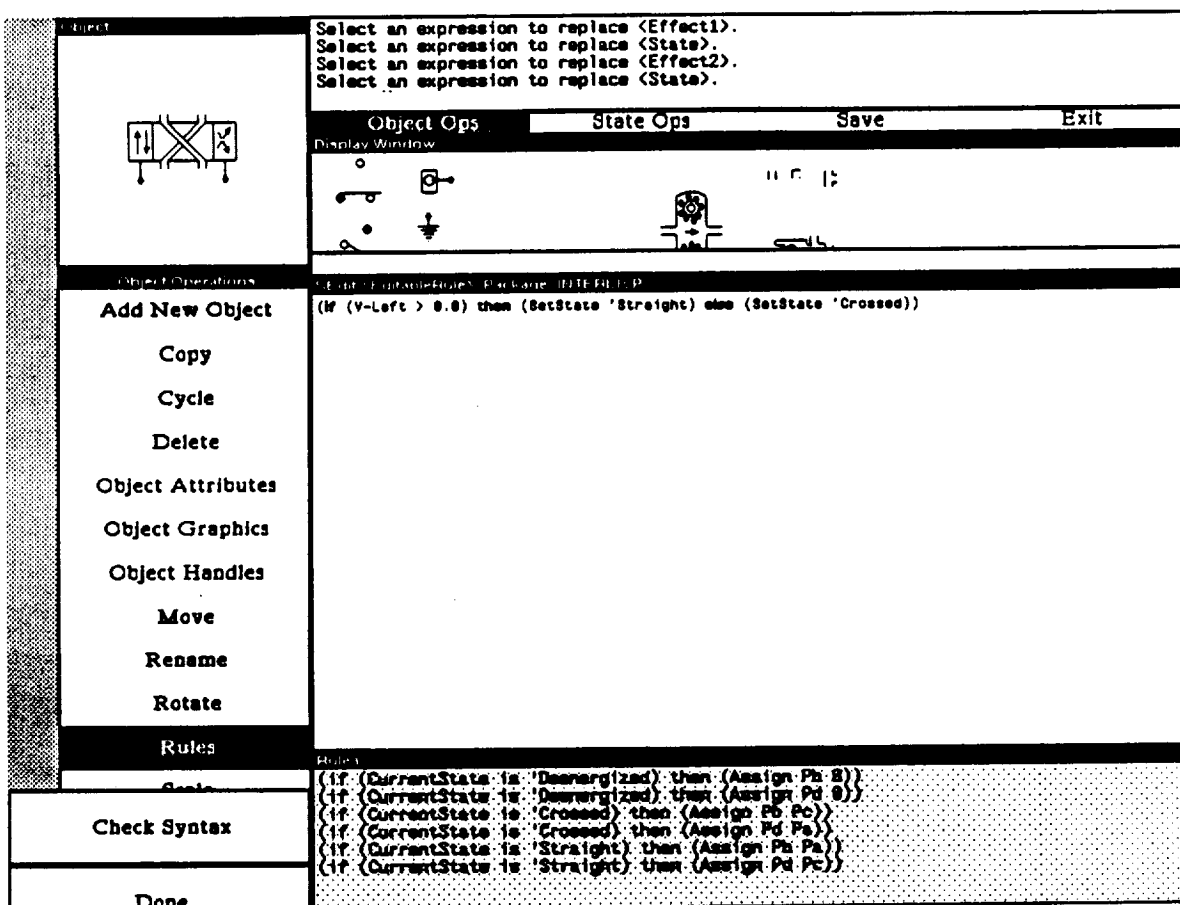 Object
Select an expression to replace <Effect1>.
Select an expression to replace <State>.
Select an expression to replace <Effect2>.
Select an expression to replace <State>.
Object Ops
State Ops
Save
Exit
Display Window
Object Operations
Add New Object
Copy
Cycle
Delete
Object Attributes
Object Graphics
Object Handles
Move
Rename
Rotate
Rules
Scale
Check Syntax
Done
SEdit EditableRules Package INTERLISP
(if (V-Left > 0.0) then (SetState 'Straight) else (SetState 'Crossed))
Rules
(if (CurrentState is 'Deenergized) then (Assign Pb
(if (CurrentState is 'Deenergized) then (Assign Pd
(if (CurrentState is 'Crossed) then (Assign Pb Pc))
(if (CurrentState is 'Crossed) then (Assign Pd Pa))
(if (CurrentState is 'Straight) then (Assign Pb Pa))
(if (CurrentState is 'Straight) then (Assign Pd Pc))